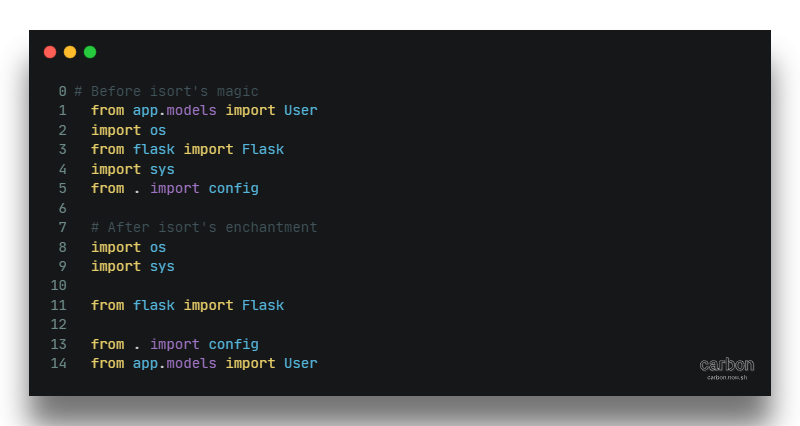 0 # Before isort's magic
1 from app.models import User
2 import os
3 from flask import Flask
4 import sys
5 from . import config
6
7 # After isort's enchantment
8 import os
9 import sys
10
11 from flask import Flask
12
13 from . import config
14 from app.models import User
carbon
carbon.now.sh